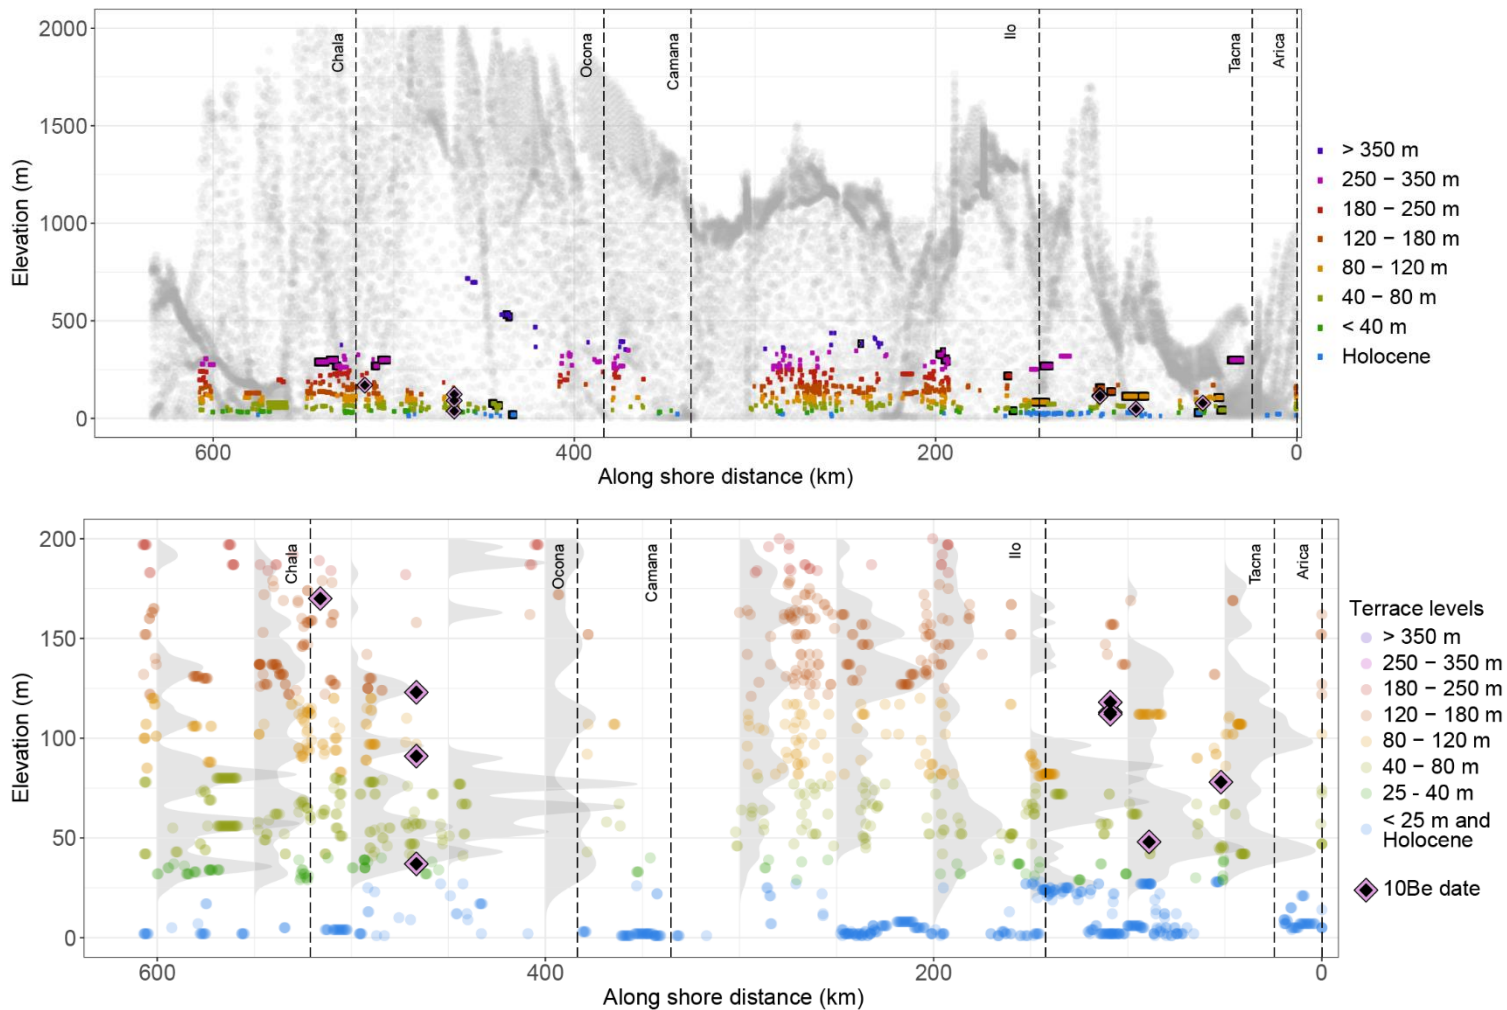 2000
1500
1000
500
0
Elevation (m)
Chala
Ocona
Camana
Ilo
Tacna
Arica
600
400
200
0
Along shore distance (km)
> 350 m
250 – 350 m
180 – 250 m
120 – 180 m
80 – 120 m
40 – 80 m
< 40 m
Holocene
200
150
100
50
0
Elevation (m)
Chala
Ocona
Camana
Ilo
Tacna
Arica
600
400
200
0
Along shore distance (km)
Terrace levels
> 350 m
250 – 350 m
180 – 250 m
120 – 180 m
80 – 120 m
40 – 80 m
25 - 40 m
< 25 m and
Holocene
10Be date